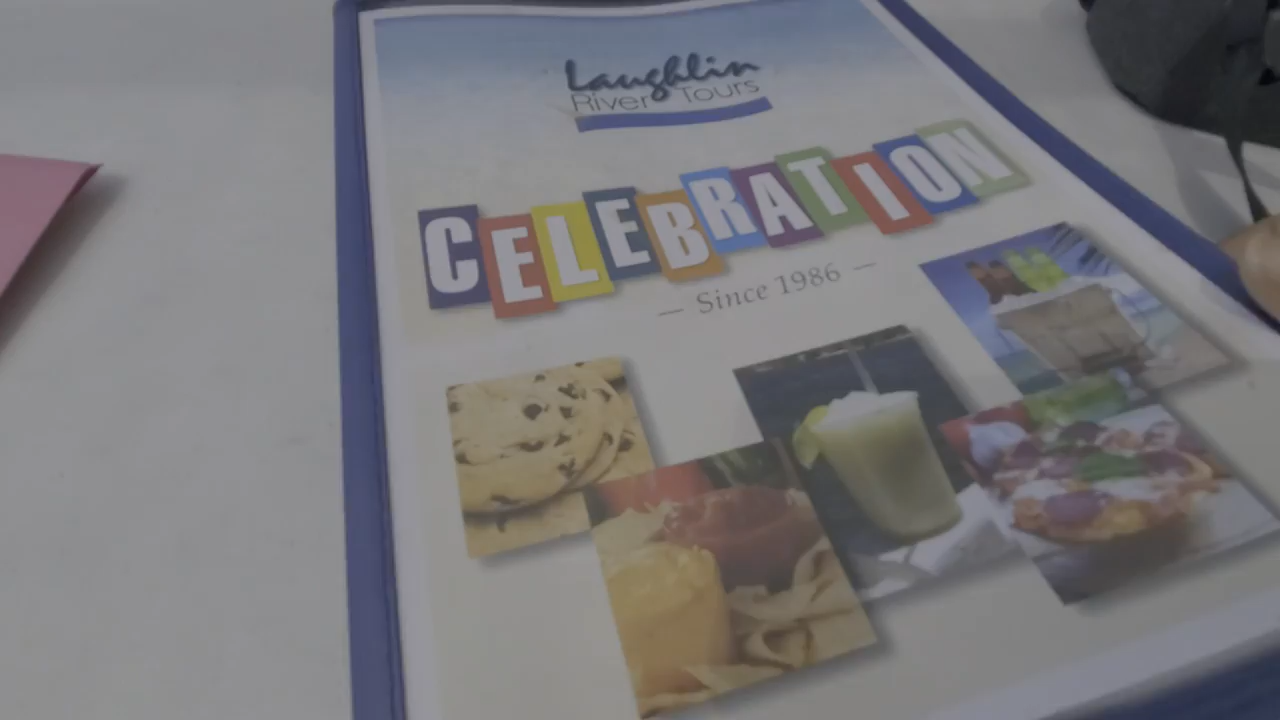 Laughlin
River Tours
CELEBRATION
— Since 1986 —